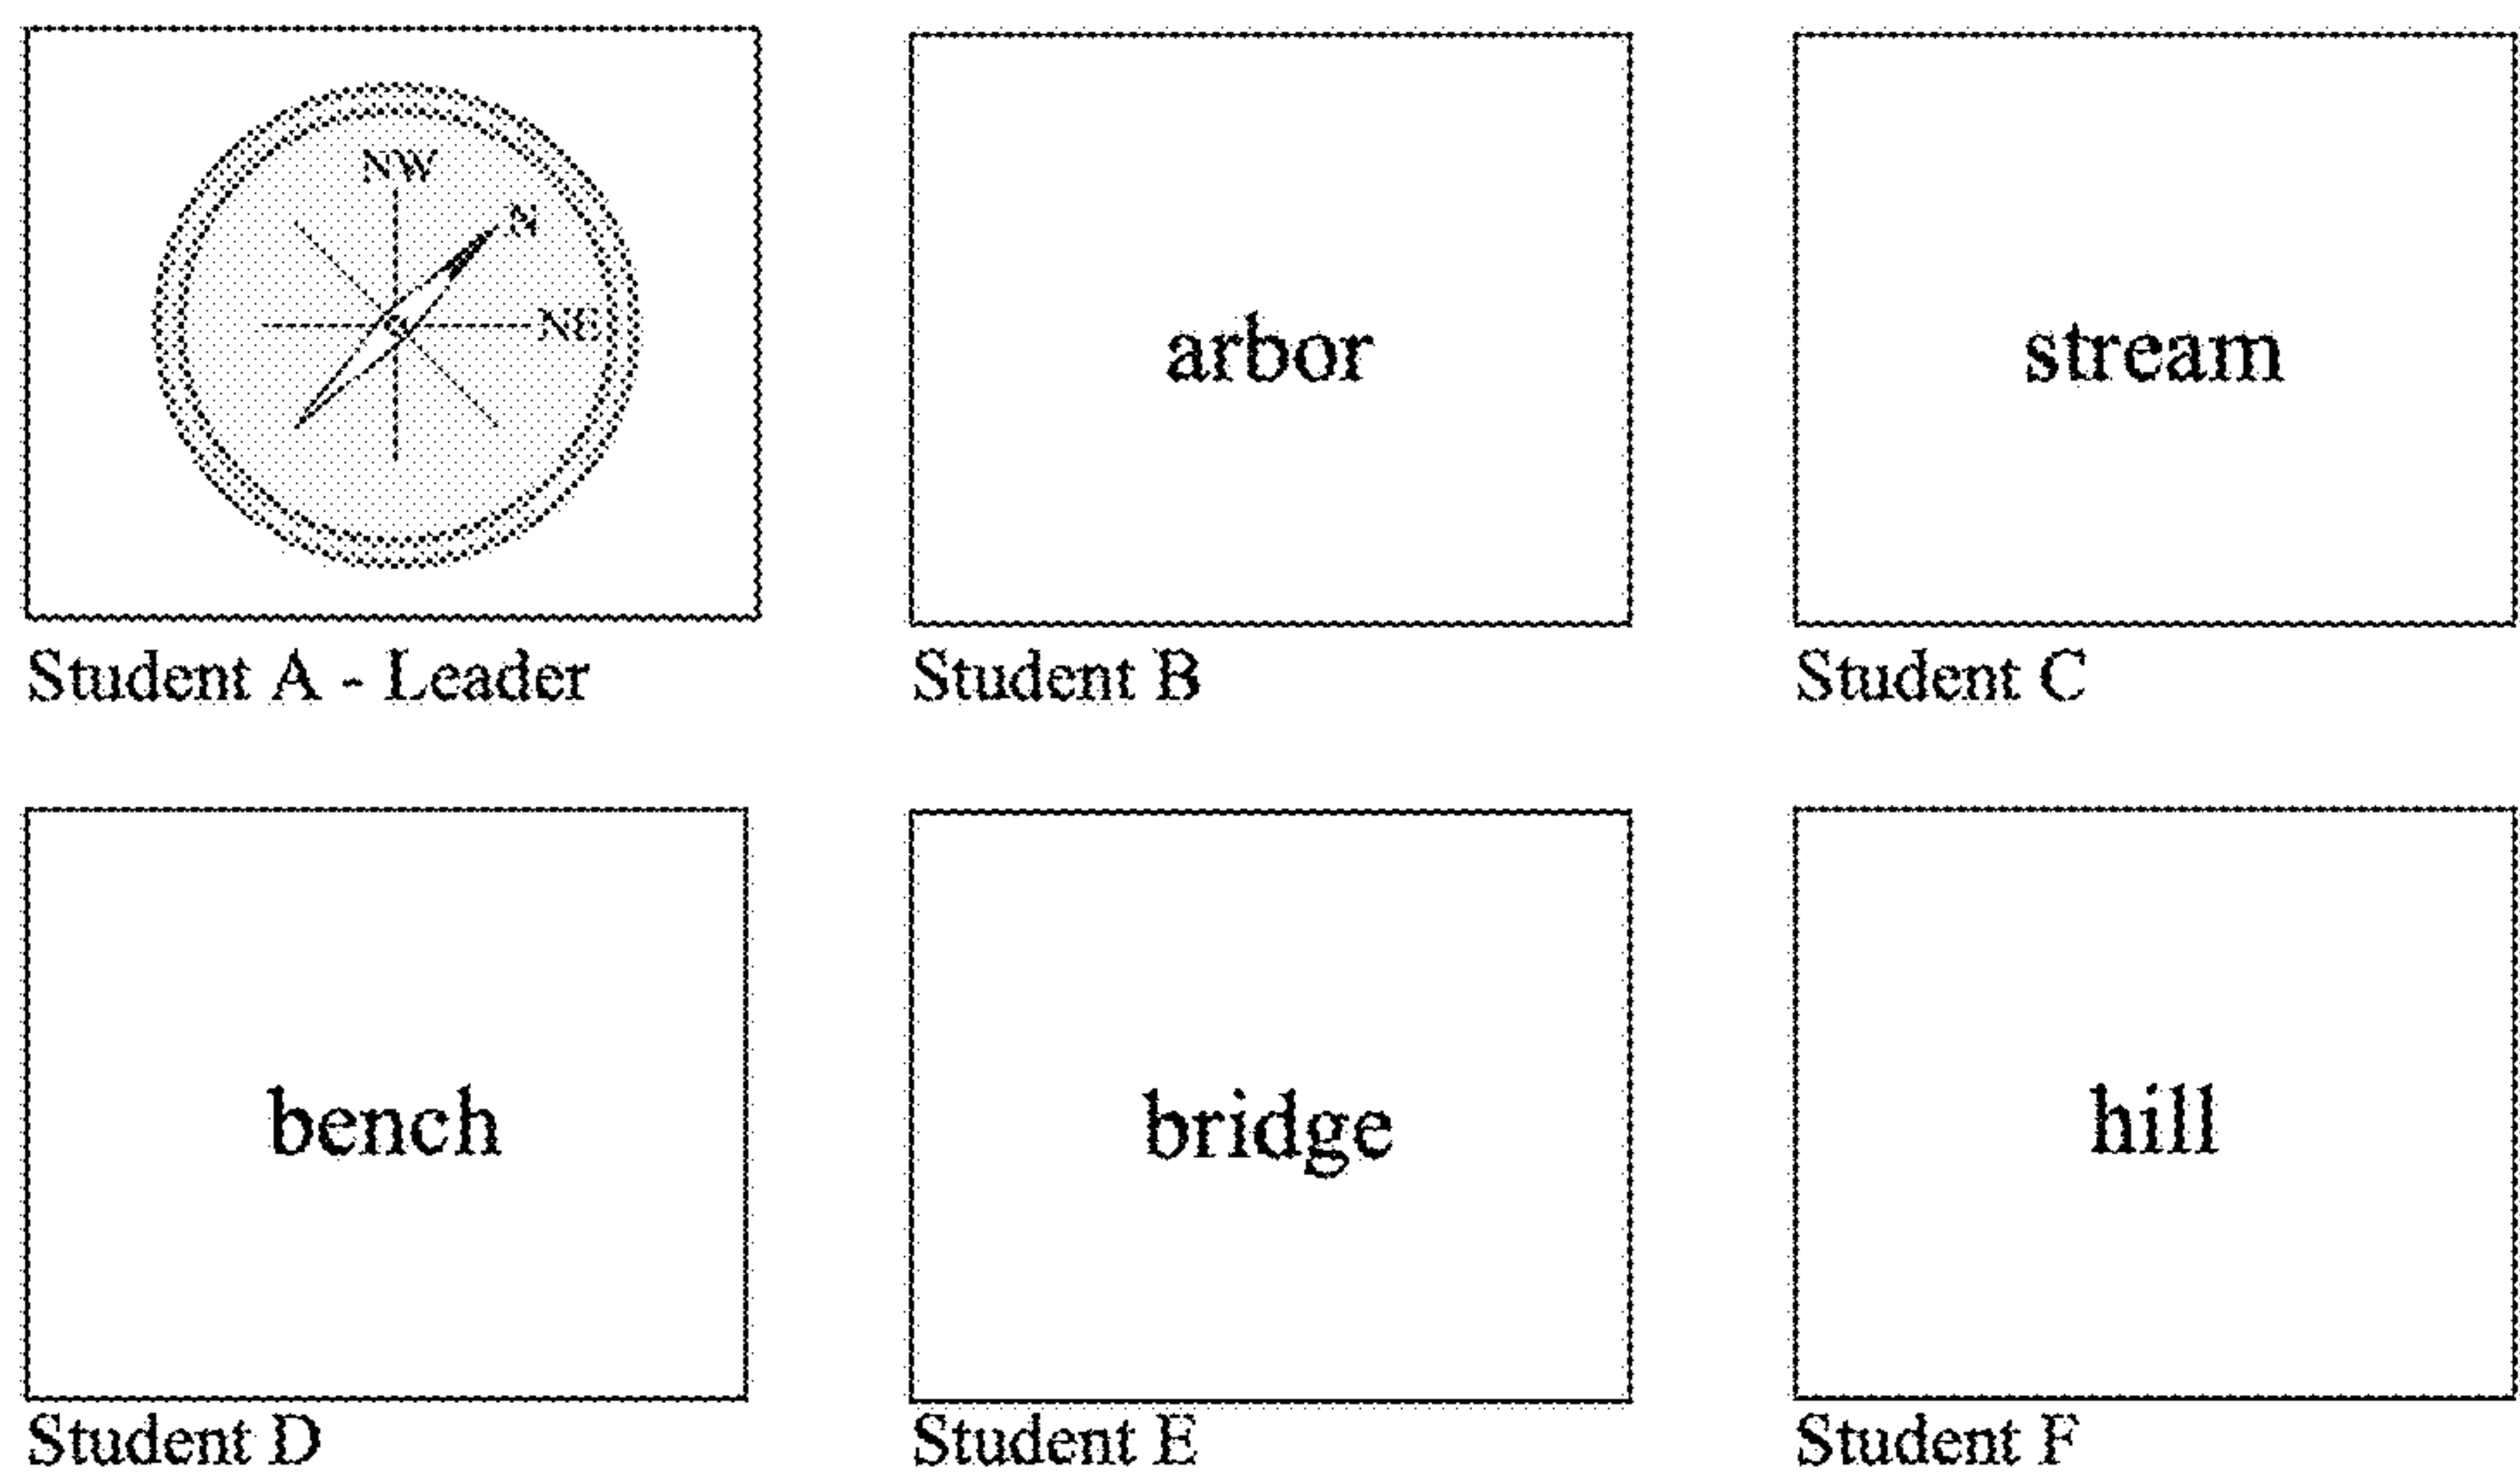 NW
N
NE
arbor
stream
Student A - Leader
Student B
Student C
bench
bridge
hill
Student D
Student E
Student F